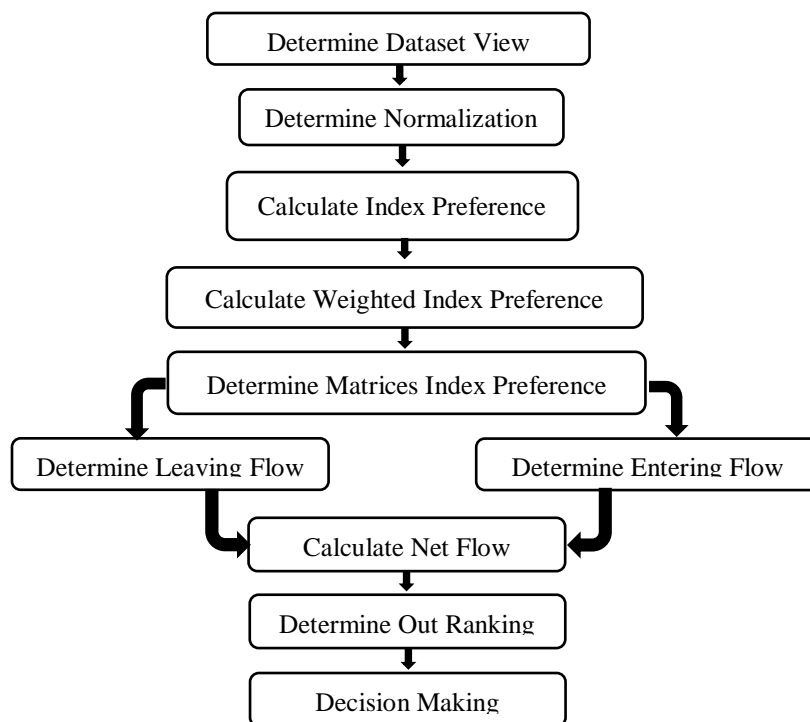 Determine Dataset View
Determine Normalization
Calculate Index Preference
Calculate Weighted Index Preference
Determine Matrices Index Preference
Determine Leaving Flow
Determine Entering Flow
Calculate Net Flow
Determine Out Ranking
Decision Making